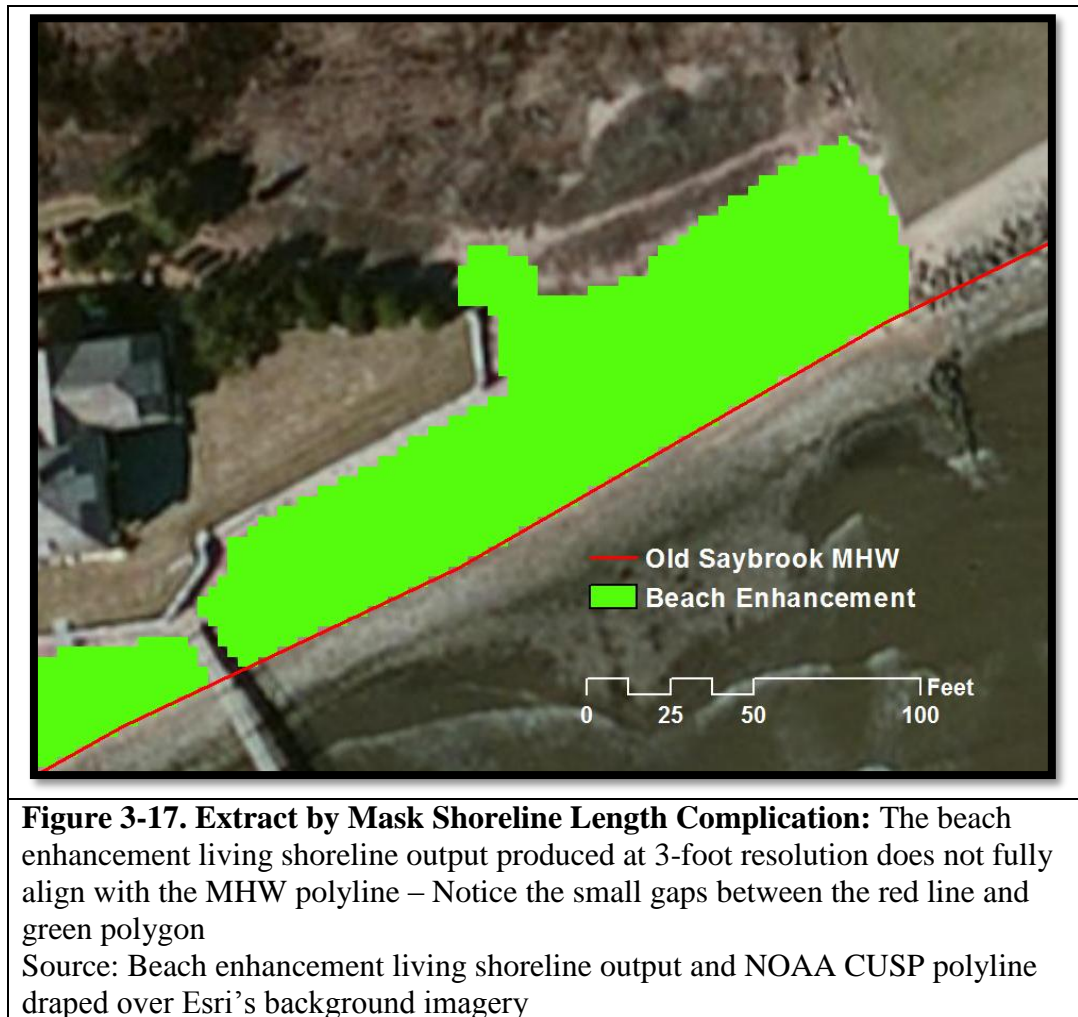 Old Saybrook MHW
Beach Enhancement
Feet
0 25 50 100
Figure 3-17. Extract by Mask Shoreline Length Complication: The beach
enhancement living shoreline output produced at 3-foot resolution does not fully
align with the MHW polyline – Notice the small gaps between the red line and
green polygon
Source: Beach enhancement living shoreline output and NOAA CUSP polyline
draped over Esri's background imagery